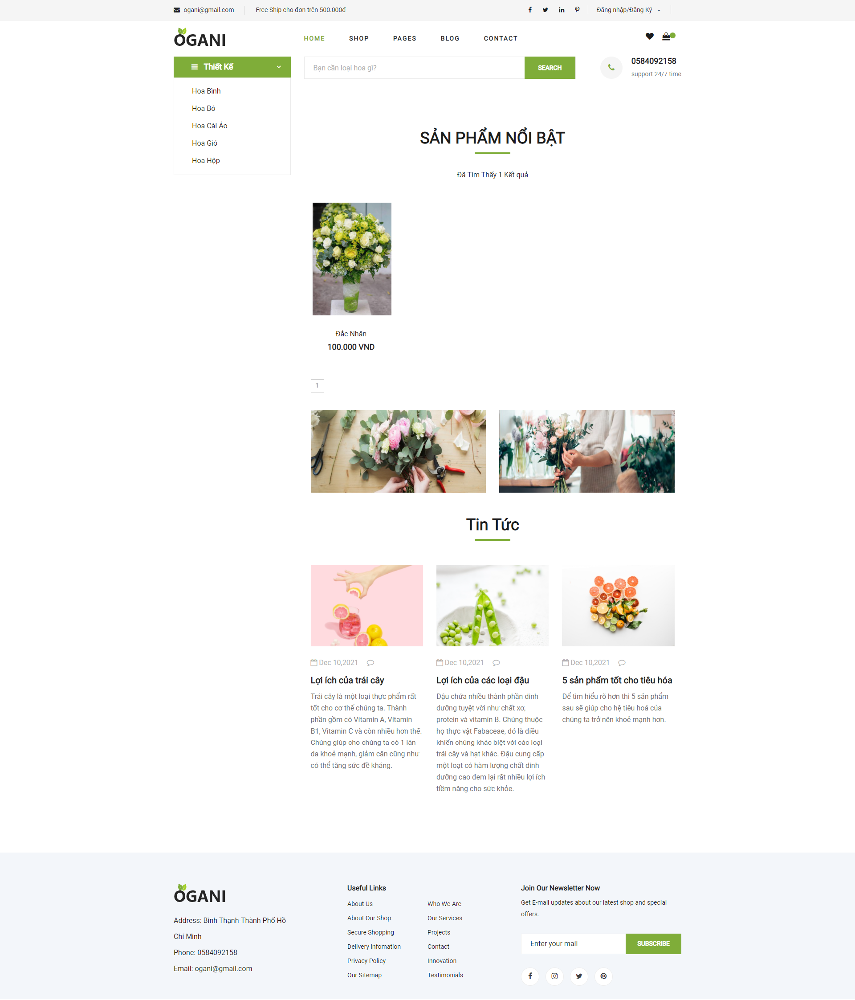 ogani@gmail.com
Free Ship cho đơn trên 500.000đ
Đăng nhập/Đăng Ký
OGANI
HOME SHOP PAGES BLOG CONTACT
Thiết Kế
Bạn cần loại hoa gì?
SEARCH
0584092158
support 24/7 time
Hoa Bình
Hoa Bó
Hoa Cài Áo
Hoa Giỏ
Hoa Hộp
SẢN PHẨM NỔI BẬT
Đã Tìm Thấy 1 Kết quả
Đắc Nhân
100.000 VND
1
Tin Tức
Dec 10,2021
Lợi ích của trái cây
Trái cây là một loại thực phẩm rất
tốt cho cơ thể chúng ta. Thành
phần gồm có Vitamin A, Vitamin
B1, Vitamin C và còn nhiều hơn thế.
Chúng giúp cho chúng ta có 1 làn
da khoẻ mạnh, giảm cân cũng như
có thể tăng sức đề kháng.
Dec 10,2021
Lợi ích của các loại đậu
Đậu chứa nhiều thành phần dinh
dưỡng tuyệt vời như chất xơ,
protein và vitamin B. Chúng thuộc
họ thực vật Fabaceae, đó là điều
khiến chúng khác biệt với các loại
trái cây và hạt khác. Đậu cung cấp
một loạt có hàm lượng chất dinh
dưỡng cao đem lại rất nhiều lợi ích
tiềm năng cho sức khỏe.
Dec 10,2021
5 sản phẩm tốt cho tiêu hóa
Để tìm hiểu rõ hơn thì 5 sản phẩm
sau sẽ giúp cho hệ tiêu hoá của
chúng ta trở nên khoẻ mạnh hơn.
OGANI
Address: Bình Thạnh-Thành Phố Hồ
Chí Minh
Phone: 0584092158
Email: ogani@gmail.com
Useful Links
About Us
About Our Shop
Secure Shopping
Delivery infomation
Privacy Policy
Our Sitemap
Who We Are
Our Services
Projects
Contact
Innovation
Testimonials
Join Our Newsletter Now
Get E-mail updates about our latest shop and special
offers.
Enter your mail
SUBSCRIBE